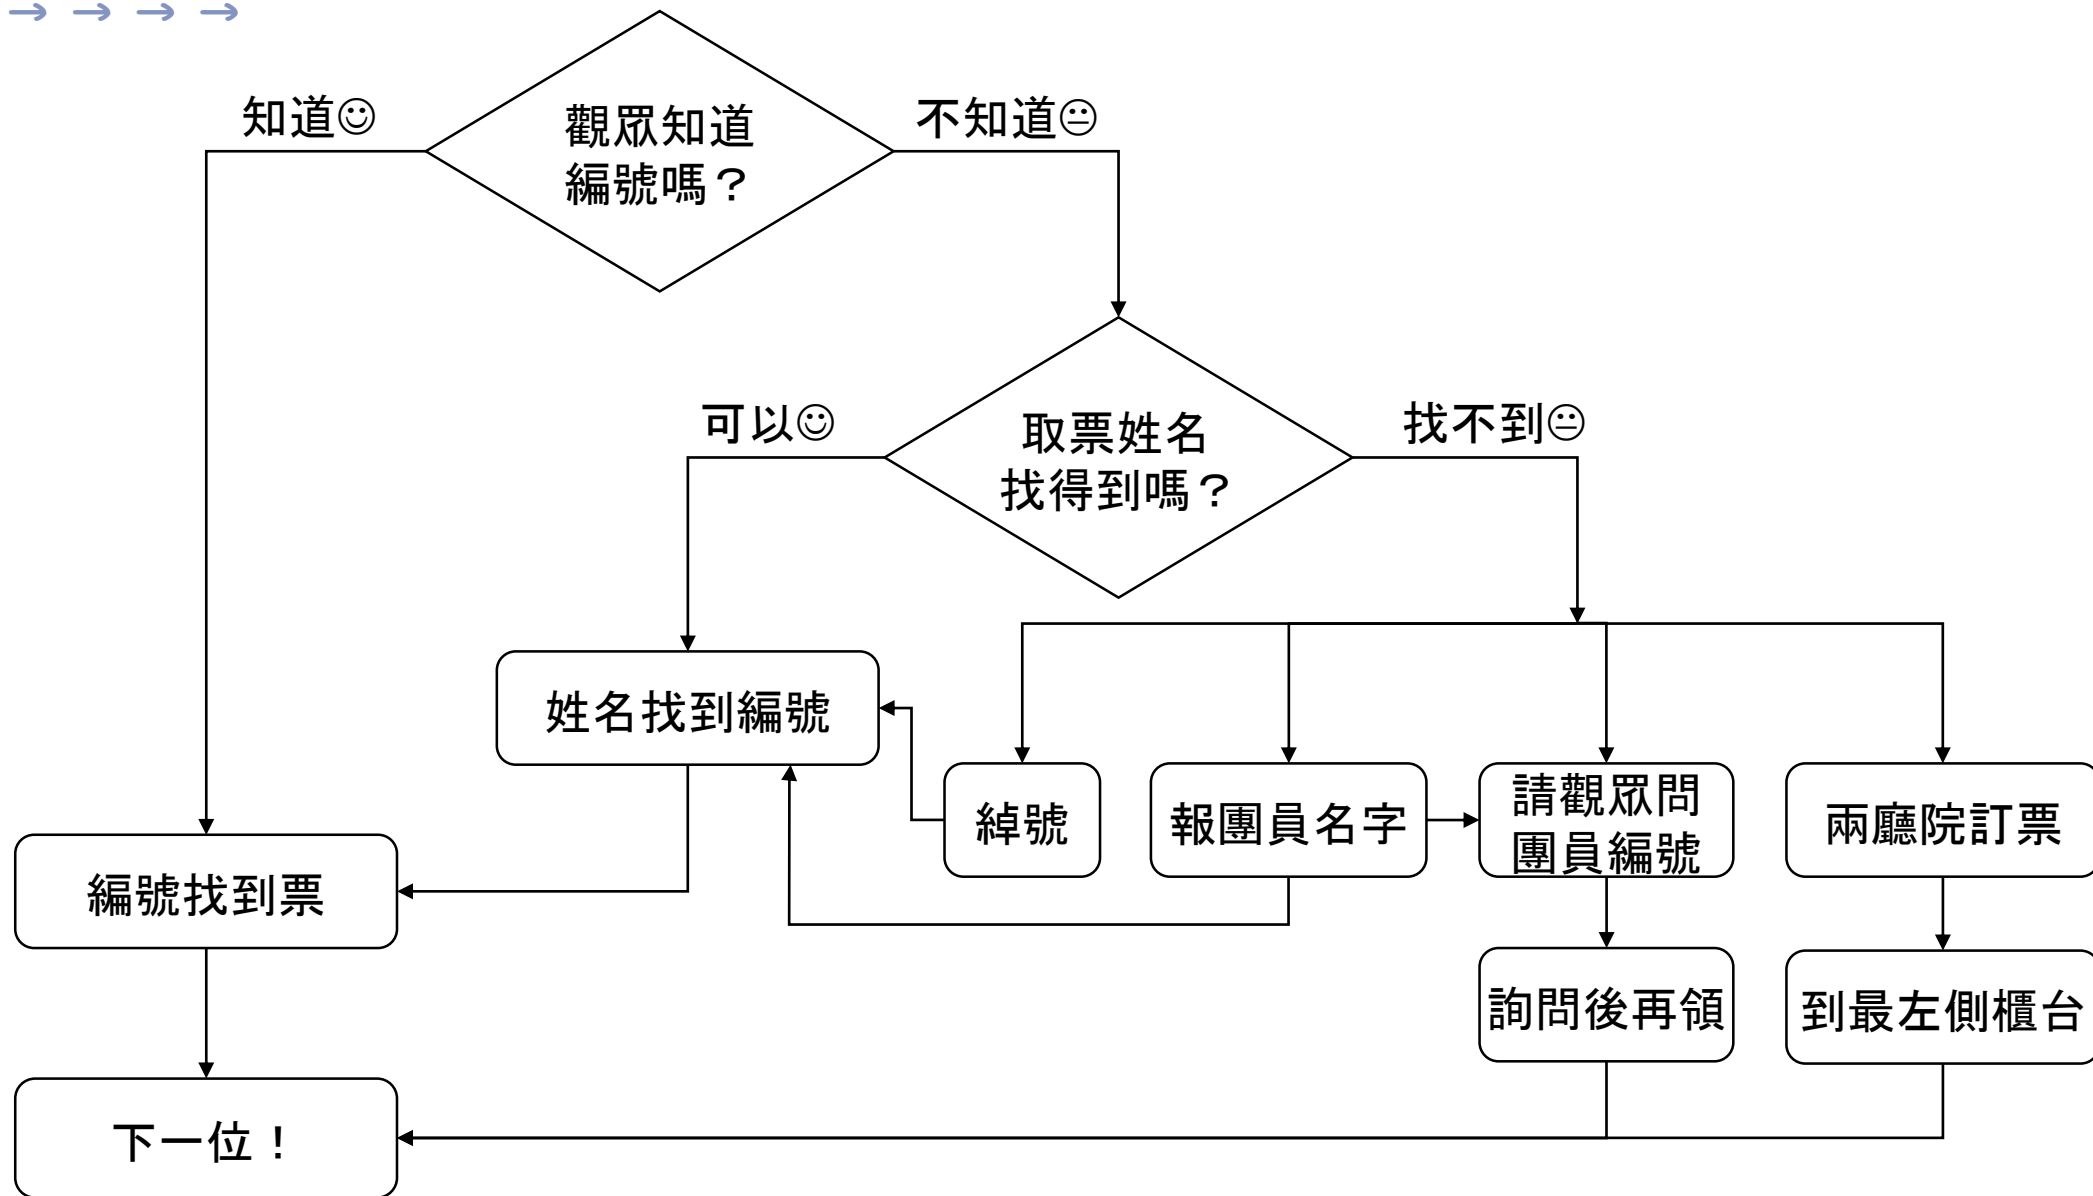 知道☺
觀眾知道
編號嗎？
不知道😐
可以☺
取票姓名
找得到嗎？
找不到😐
姓名找到編號
綽號
報團員名字
請觀眾問
團員編號
兩廳院訂票
編號找到票
詢問後再領
到最左側櫃台
下一位！